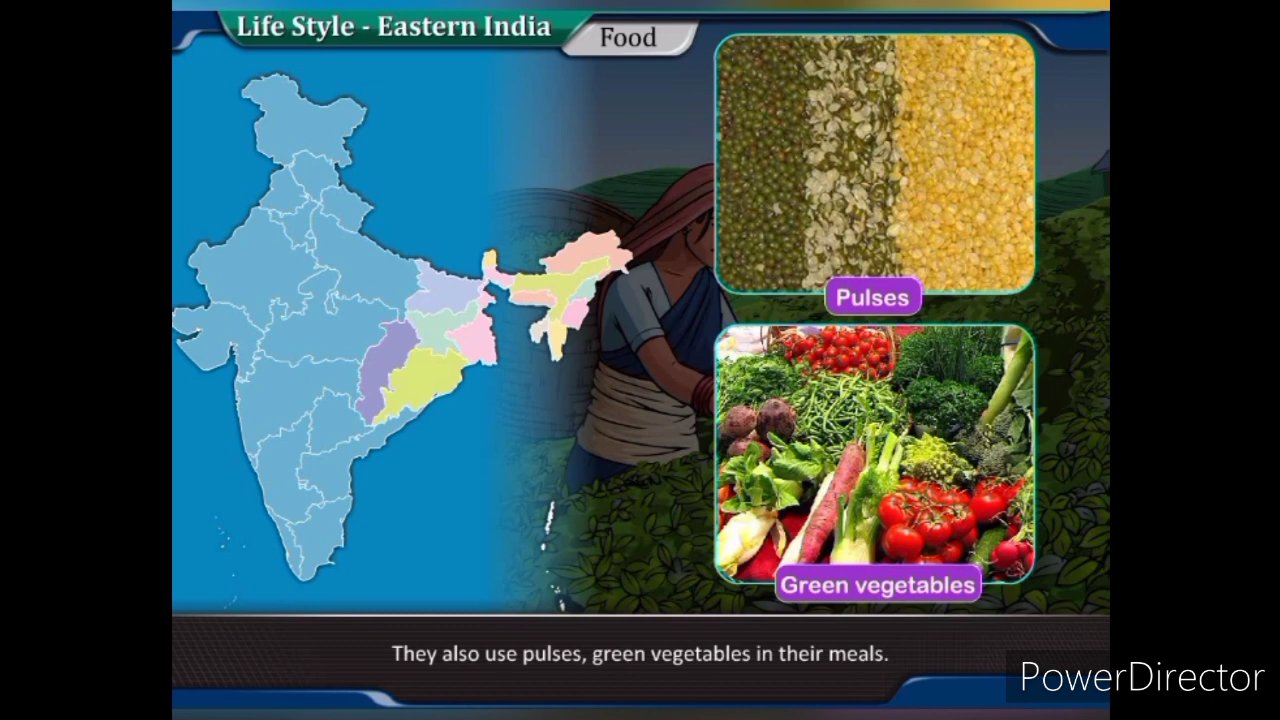 Life Style - Eastern India
Food
Pulses
Green vegetables
They also use pulses, green vegetables in their meals.
PowerDirector